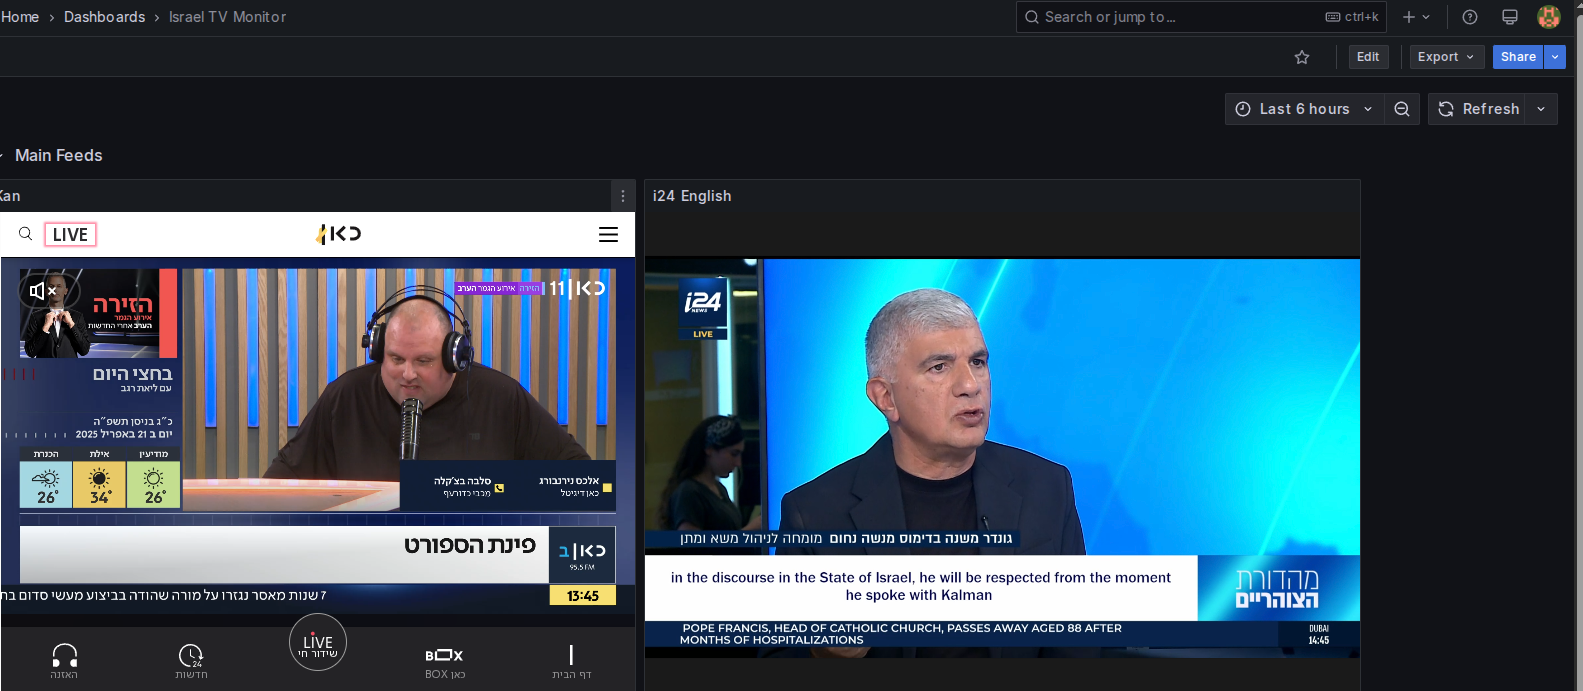 Home › Dashboards › Israel TV Monitor
Search or jump to...
ctrl+k
Edit
Export
Share
Last 6 hours
Refresh
Main Feeds
Kan
LIVE
כאן
הזירה
אירוע הגמר
הערב אחרי החדשות
בחצי היום
עם ליאת רגב
כ"ג בניסן תשפ"ה
יום ב 21 באפריל 2025
מודיעין
אילת
הכנרת
26°
34°
26°
הזירה אירוע הגמר הערב
כאן | 11
אלכס נירנבורג
כאן דיגיטל
סלבה בצ'קלה
מכבי כדורעף
פינת הספורט
כאן | ב
95.5 FM
7 שנות מאסר נגזרו על מורה שהודה בביצוע מעשי סדום בת
13:45
דף הבית
BOX
כאן BOX
LIVE
שידור חי
24
חדשות
האזנה
i24 English
i24
NEWS
LIVE
גונדר משנה בדימוס מנשה נחום מומחה לניהול משא ומתן
in the discourse in the State of Israel, he will be respected from the moment
he spoke with Kalman
מהדורת
הצוהריים
POPE FRANCIS, HEAD OF CATHOLIC CHURCH, PASSES AWAY AGED 88 AFTER
MONTHS OF HOSPITALIZATIONS
DUBAI
14:45